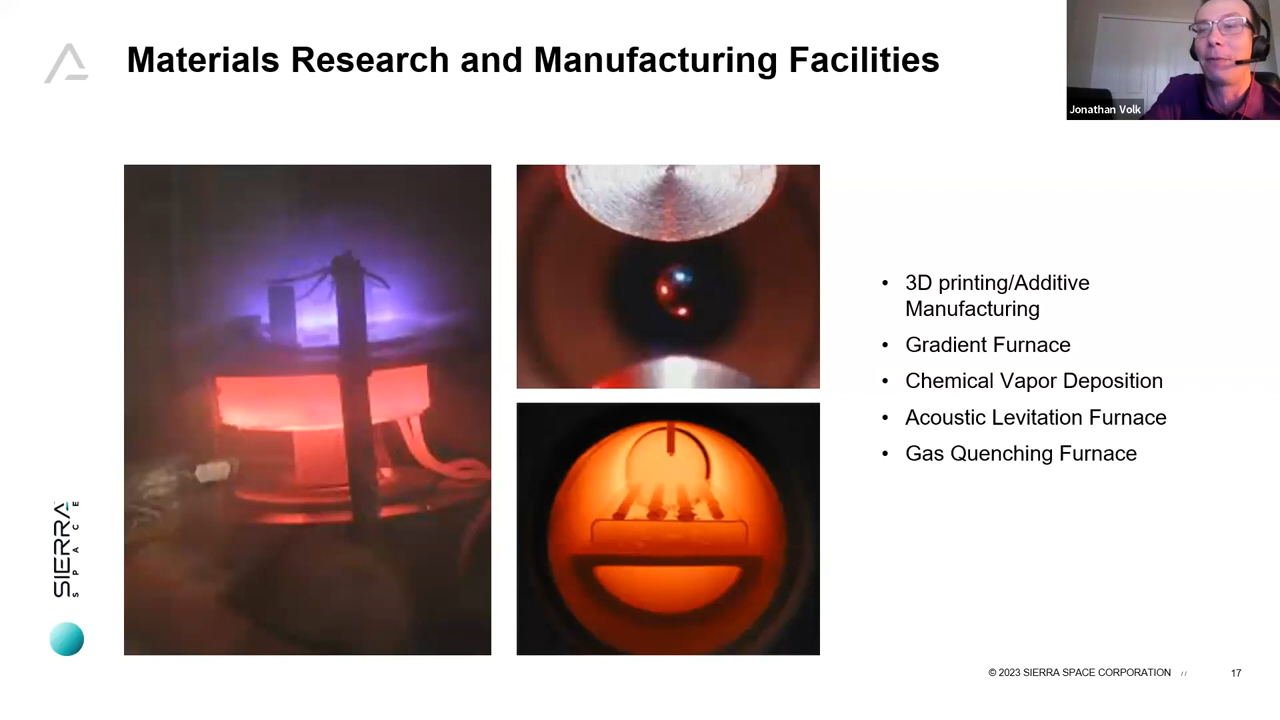 Materials Research and Manufacturing Facilities
Jonathan Volk
• 3D printing/Additive
Manufacturing
• Gradient Furnace
• Chemical Vapor Deposition
• Acoustic Levitation Furnace
• Gas Quenching Furnace
SIERRA
SPACE
© 2023 SIERRA SPACE CORPORATION //
17